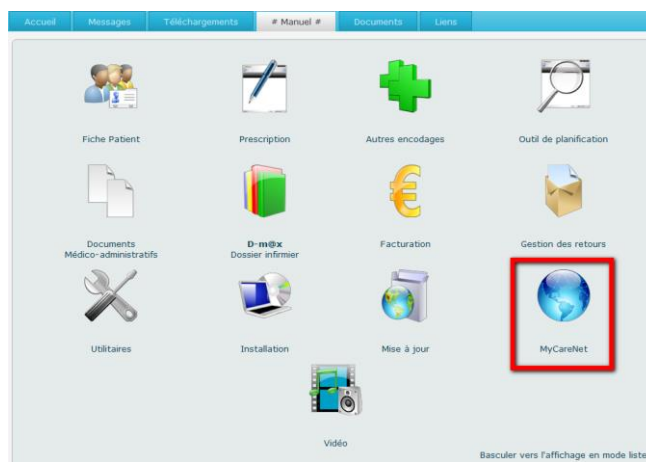 Accueil
Messages
Téléchargements
# Manuel #
Documents
Liens
Fiche Patient
Prescription
Autres encodages
Outil de planification
Documents
Médico-administratifs
D-m@x
Dossier infirmier
Facturation
Gestion des retours
Utilitaires
Installation
Mise à jour
MyCareNet
Vidéo
Basculer vers l'affichage en mode liste